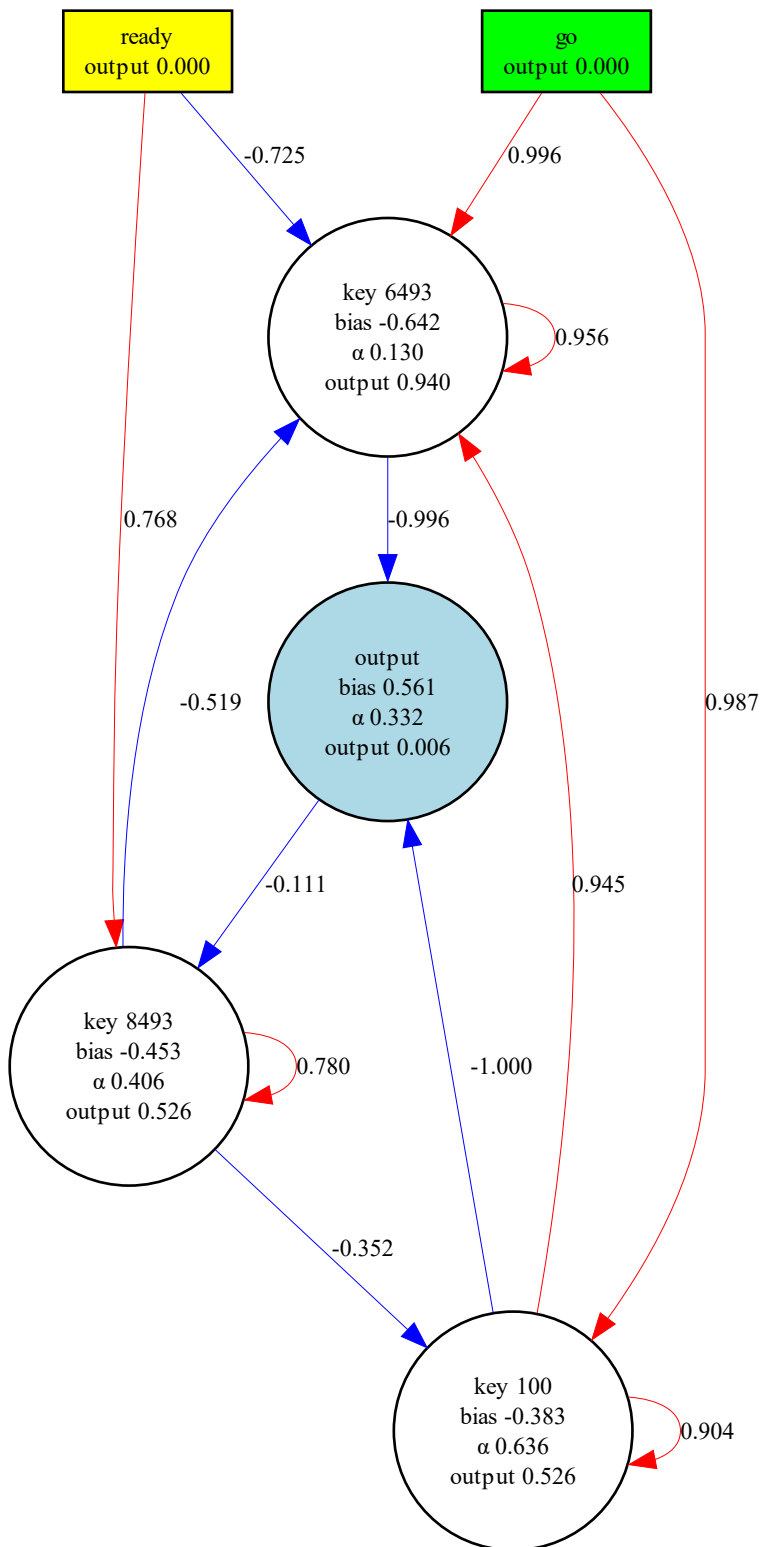 ready
output 0.000
go
output 0.000
-0.725
0.996
key 6493
bias -0.642
α 0.130
output 0.940
0.956
0.768
-0.996
-0.519
output
bias 0.561
α 0.332
output 0.006
0.987
-0.111
0.945
key 8493
bias -0.453
α 0.406
output 0.526
0.780
-1.000
-0.352
key 100
bias -0.383
α 0.636
output 0.526
0.904